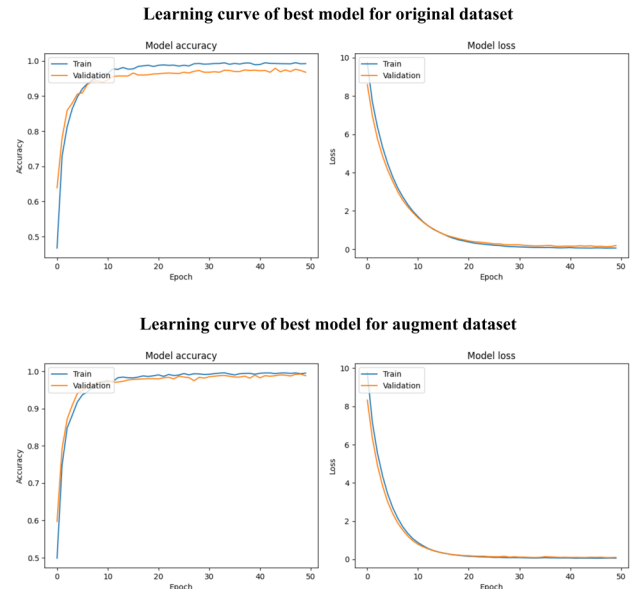 Learning curve of best model for original dataset
Model accuracy
Train
Validation
1.0
0.9
0.8
0.7
0.6
0.5
Accuracy
0
10
20
30
40
50
Epoch
Model loss
Train
Validation
10
8
6
4
2
0
Loss
0
10
20
30
40
50
Epoch
Learning curve of best model for augment dataset
Model accuracy
Train
Validation
1.0
0.9
0.8
0.7
0.6
0.5
Accuracy
0
10
20
30
40
50
Epoch
Model loss
Train
Validation
10
8
6
4
2
0
Loss
0
10
20
30
40
50
Epoch